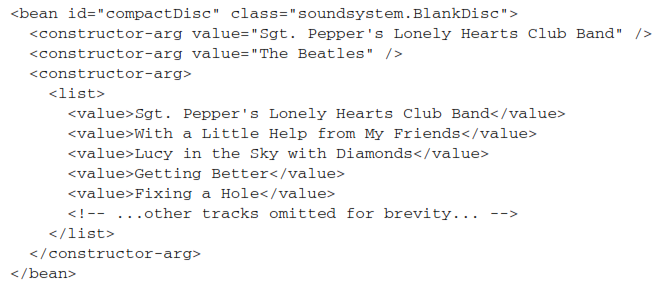 <bean id="compactDisc" class="soundsystem.BlankDisc">
<constructor-arg value="Sgt. Pepper's Lonely Hearts Club Band" />
<constructor-arg value="The Beatles" />
<constructor-arg>
<list>
<value>Sgt. Pepper's Lonely Hearts Club Band</value>
<value>With a Little Help from My Friends</value>
<value>Lucy in the Sky with Diamonds</value>
<value>Getting Better</value>
<value>Fixing a Hole</value>
<!-- ...other tracks omitted for brevity... -->
</list>
</constructor-arg>
</bean>